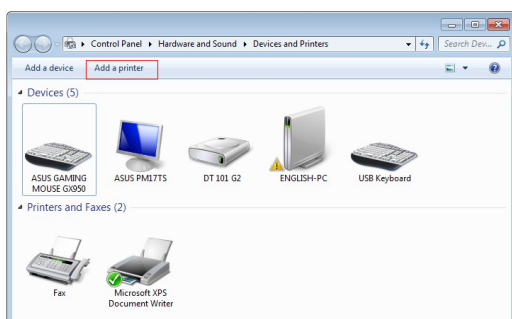 Control Panel ▸ Hardware and Sound ▸ Devices and Printers
Search Dev...
Add a device
Add a printer
Devices (5)
ASUS GAMING MOUSE GX950
ASUS PM17TS
DT 101 G2
ENGLISH-PC
USB Keyboard
Printers and Faxes (2)
Fax
Microsoft XPS Document Writer